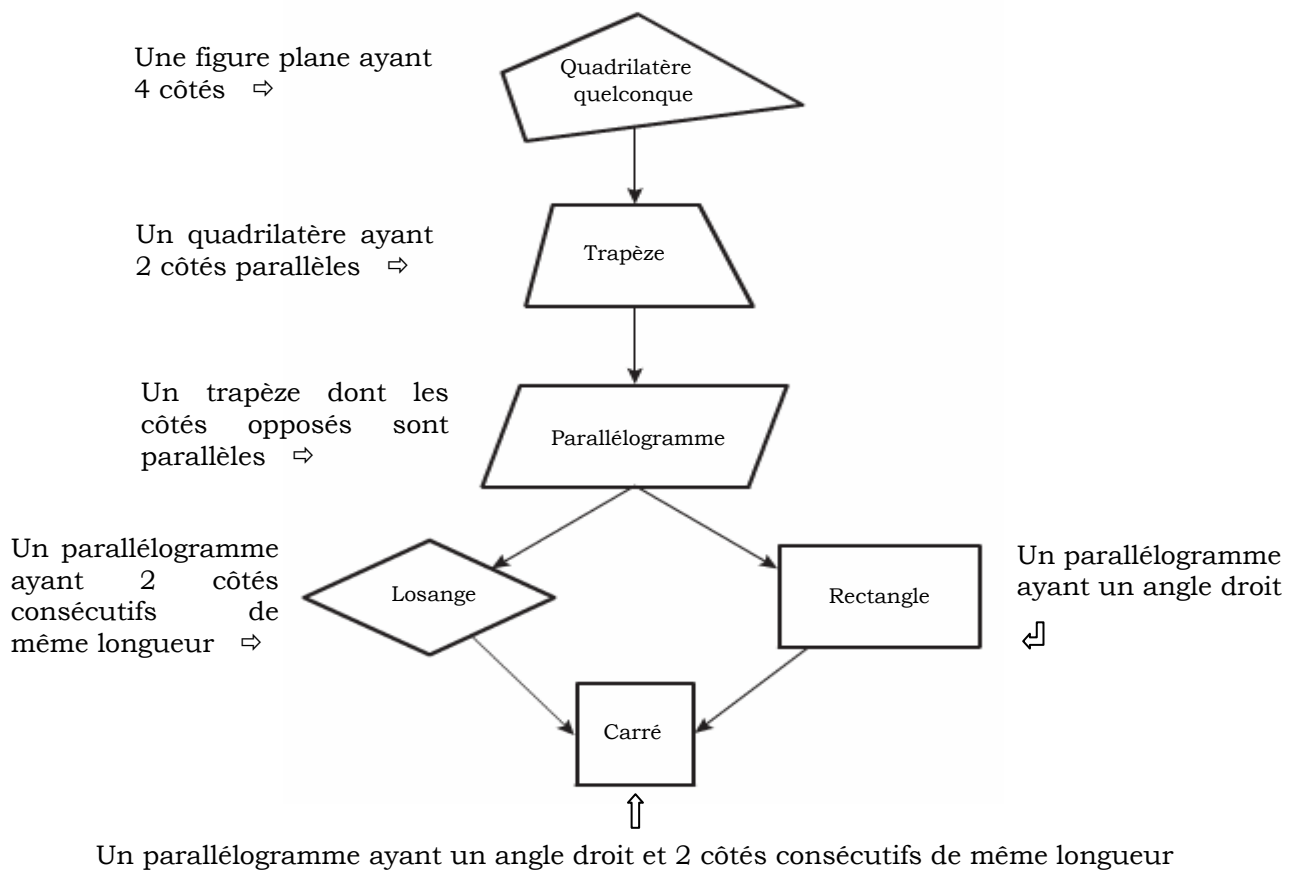 Une figure plane ayant
4 côtés ⇨
Quadrilatère
quelconque
Un quadrilatère ayant
2 côtés parallèles ⇨
Trapèze
Un trapèze dont les
côtés opposés sont
parallèles ⇨
Parallélogramme
Un parallélogramme
ayant 2 côtés
consécutifs de
même longueur ⇨
Losange
Rectangle
Un parallélogramme
ayant un angle droit
Carré
Un parallélogramme ayant un angle droit et 2 côtés consécutifs de même longueur